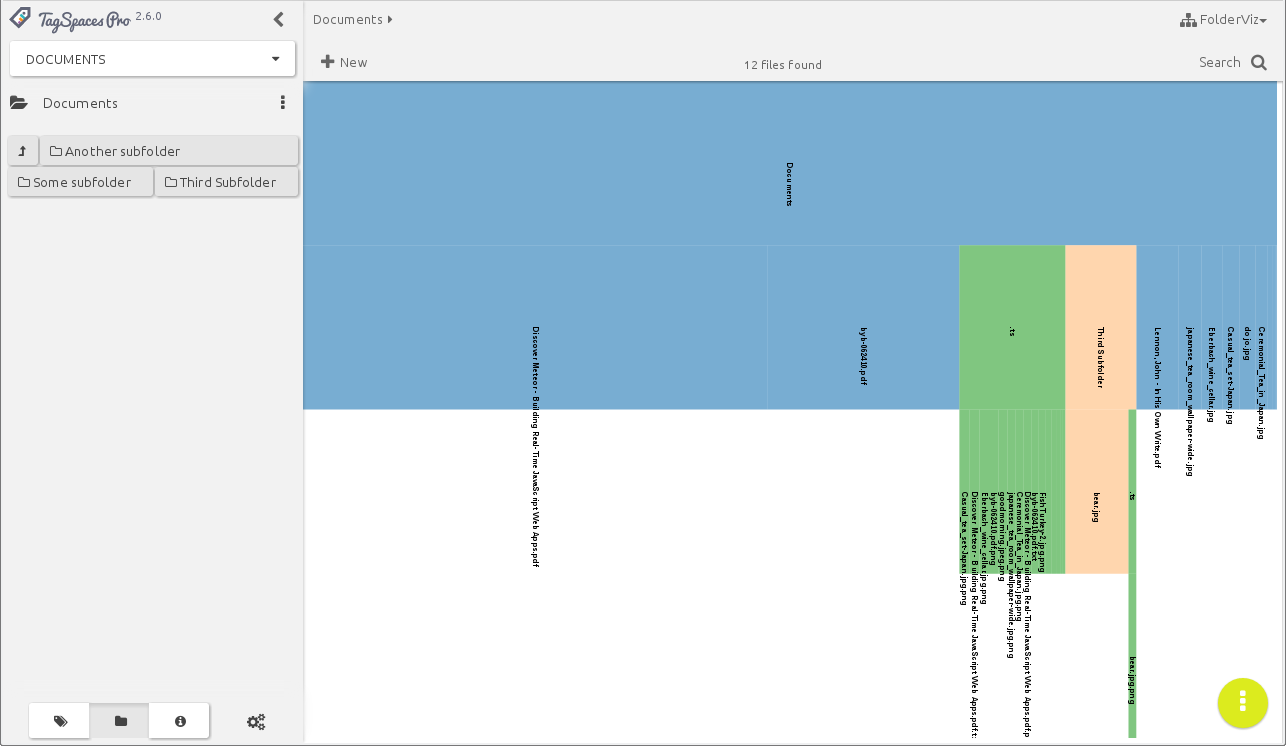 TagSpaces Pro 2.6.0
Documents
FolderViz
DOCUMENTS
New
12 files found
Search
Documents
Another subfolder
Some subfolder
Third Subfolder
Documents
Discover Meteor - Building Real-Time JavaScript Web Apps.pdf
byb-062410.pdf
.ts
Third Subfolder
Lennon, John - In His Own Write.pdf
japanese_tea_room_wallpaper-wide.jpg
Eberbach_wine_cellar.jpg
Casual_tea_set-Japan.jpg
dojo.jpg
Ceremonial_Tea_in_Japan.jpg
Casual_tea_set-Japan.jpg.png
Discover Meteor - Building Real-Time JavaScript Web Apps.pdf.t
Eberbach_wine_cellar.jpg.png
byb-062410.pdf.png
goodmorning.jpeg.png
japanese_tea_room_wallpaper-wide.jpg.png
Ceremonial_Tea_in_Japan.jpg.png
Discover Meteor - Building Real-Time JavaScript Web Apps.pdf.p
byb-062410.pdf.txt
FishTurkey-2.jpg.png
bear.jpg
.ts
bear.jpg.png